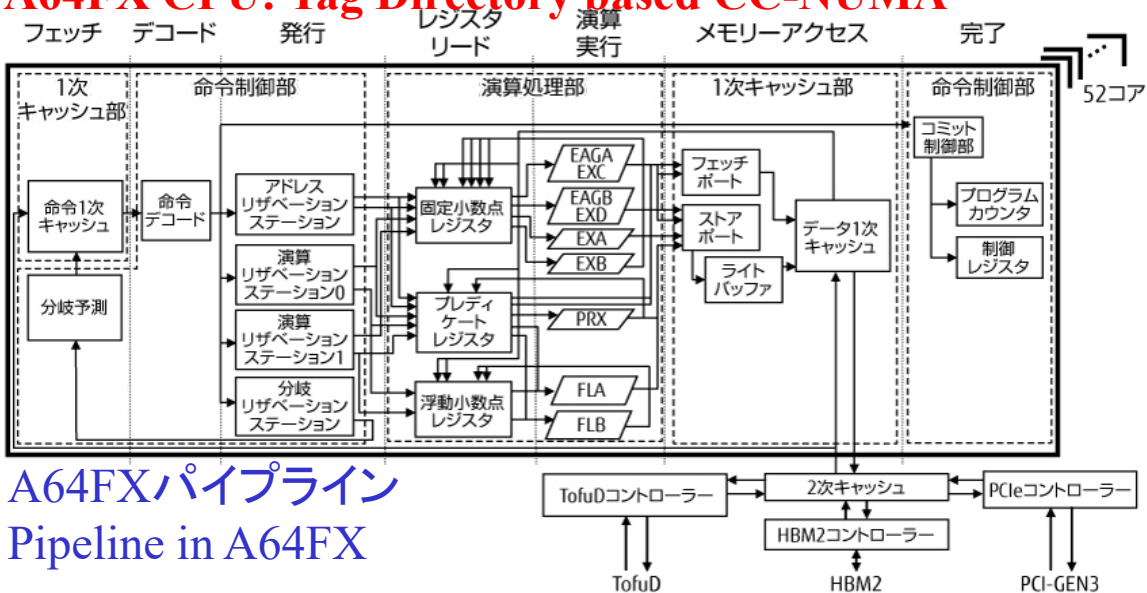 A64FX CPU: Tag Directory based CC-NUMA
フェッチ
デコード
発行
レジスタ
リード
演算
実行
メモリーアクセス
完了
52コア
1次
キャッシュ部
命令制御部
演算処理部
1次キャッシュ部
命令制御部
命令1次
キャッシュ
命令
デコード
分岐予測
アドレス
リザベーション
ステーション
演算
リザベーション
ステーション0
演算
リザベーション
ステーション1
分岐
リザベーション
ステーション
固定小数点
レジスタ
プレディ
ケート
レジスタ
浮動小数点
レジスタ
EAGA
EXC
EAGB
EXD
EXA
EXB
PRX
FLA
FLB
フェッチ
ポート
ストア
ポート
ライト
バッファ
データ1次
キャッシュ
コミット
制御部
プログラム
カウンタ
制御
レジスタ
A64FXパイプライン
Pipeline in A64FX
TofuDコントローラー
2次キャッシュ
PCIeコントローラー
HBM2コントローラー
TofuD
HBM2
PCI-GEN3